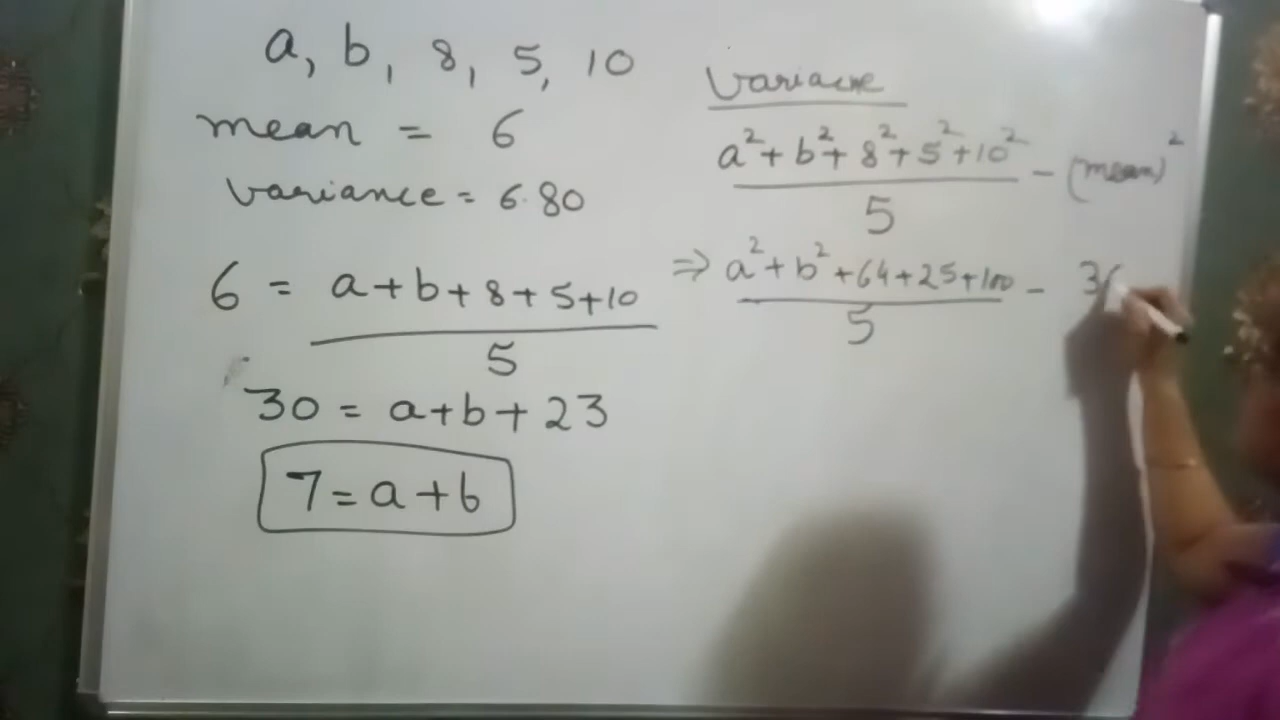 a, b, 8, 5, 10
mean = 6
variance = 6.80
6 = a+b+8+5+10
5
30 = a+b+23
7 = a+b
Variacne
a²+b²+8²+5²+10² - (mean)²
5
⇒ a²+b²+64+25+100 - 36
5